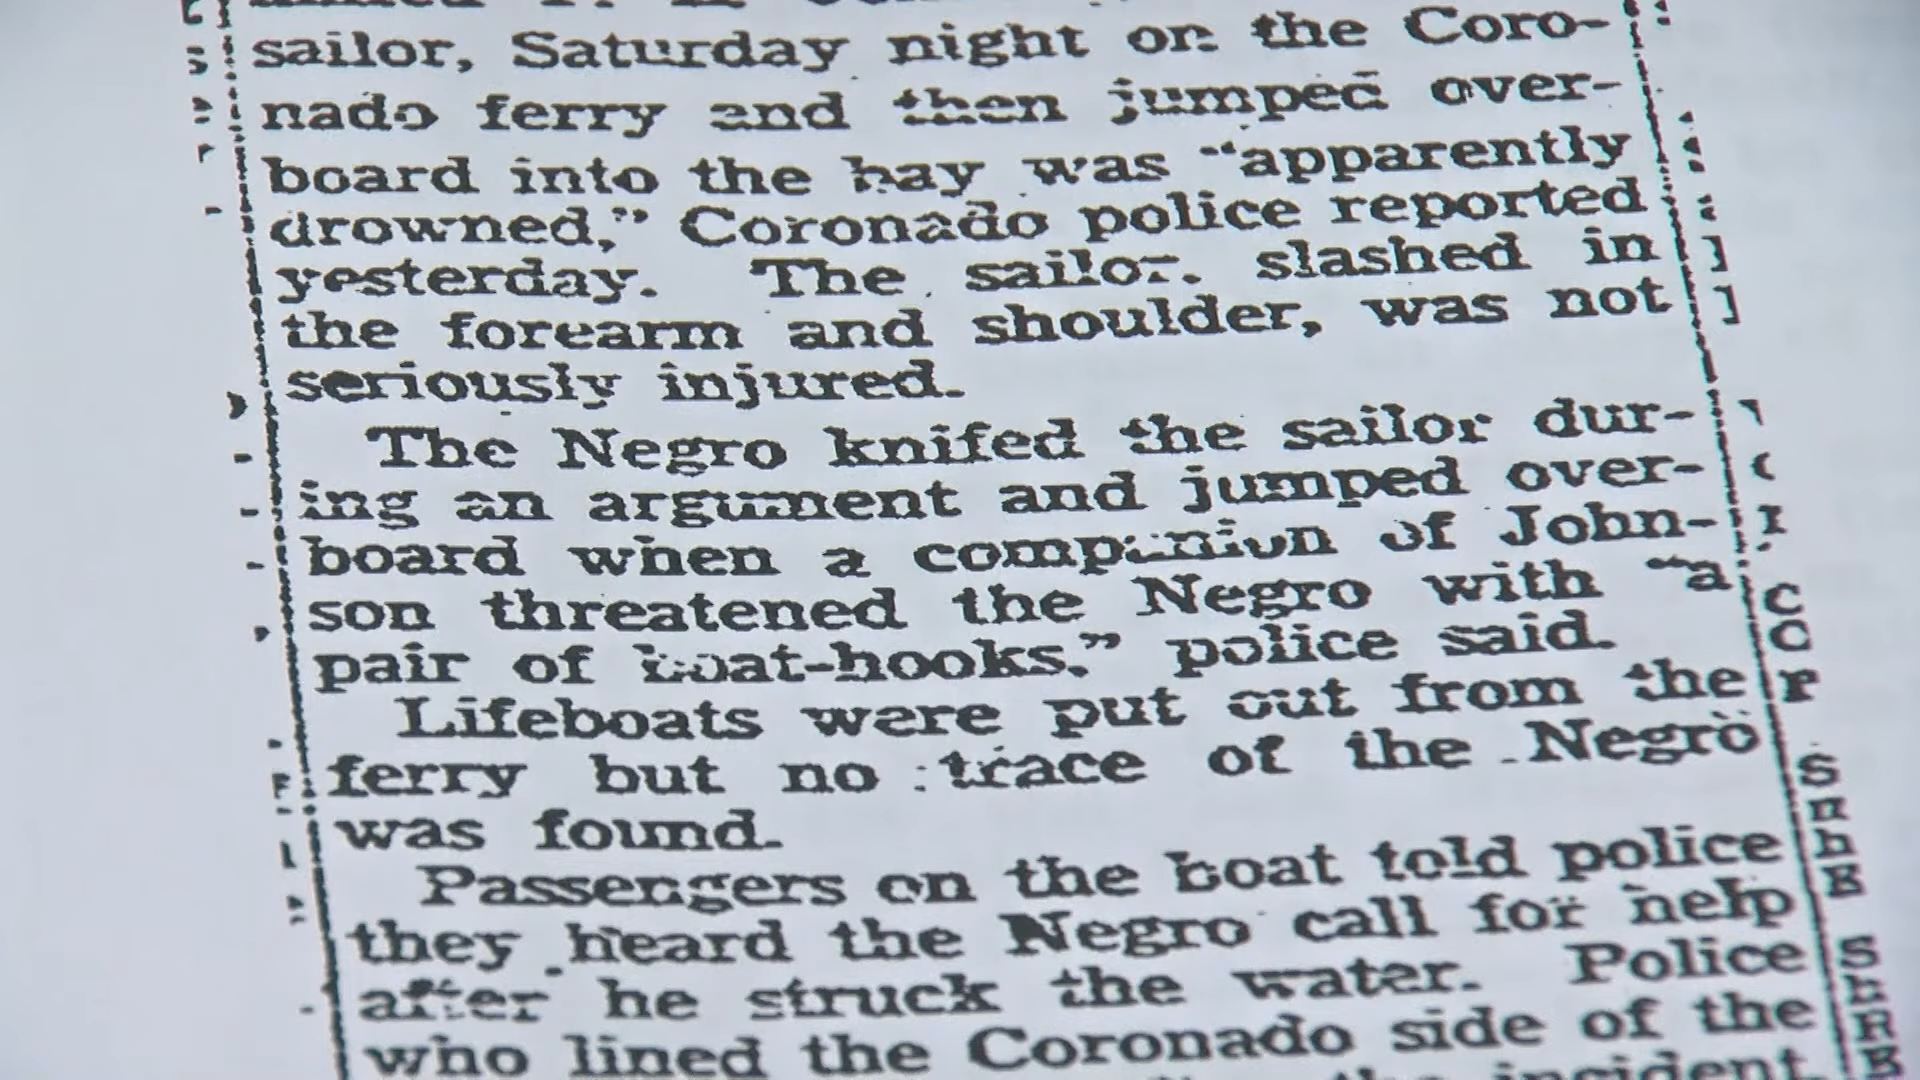 sailor, Saturday night on the Coro-
nado ferry and then jumped over-
board into the bay was "apparently
drowned," Coronado police reported
yesterday. The sailor, slashed in
the forearm and shoulder, was not
seriously injured.
The Negro knifed the sailor dur-
ing an argument and jumped over-
board when a companion of John-
son threatened the Negro with "a
pair of boat-hooks," police said.
Lifeboats were put out from the
ferry but no trace of the Negro
was found.
Passengers on the boat told police
they heard the Negro call for help
after he struck the water. Police
who lined the Coronado side of the
the incident